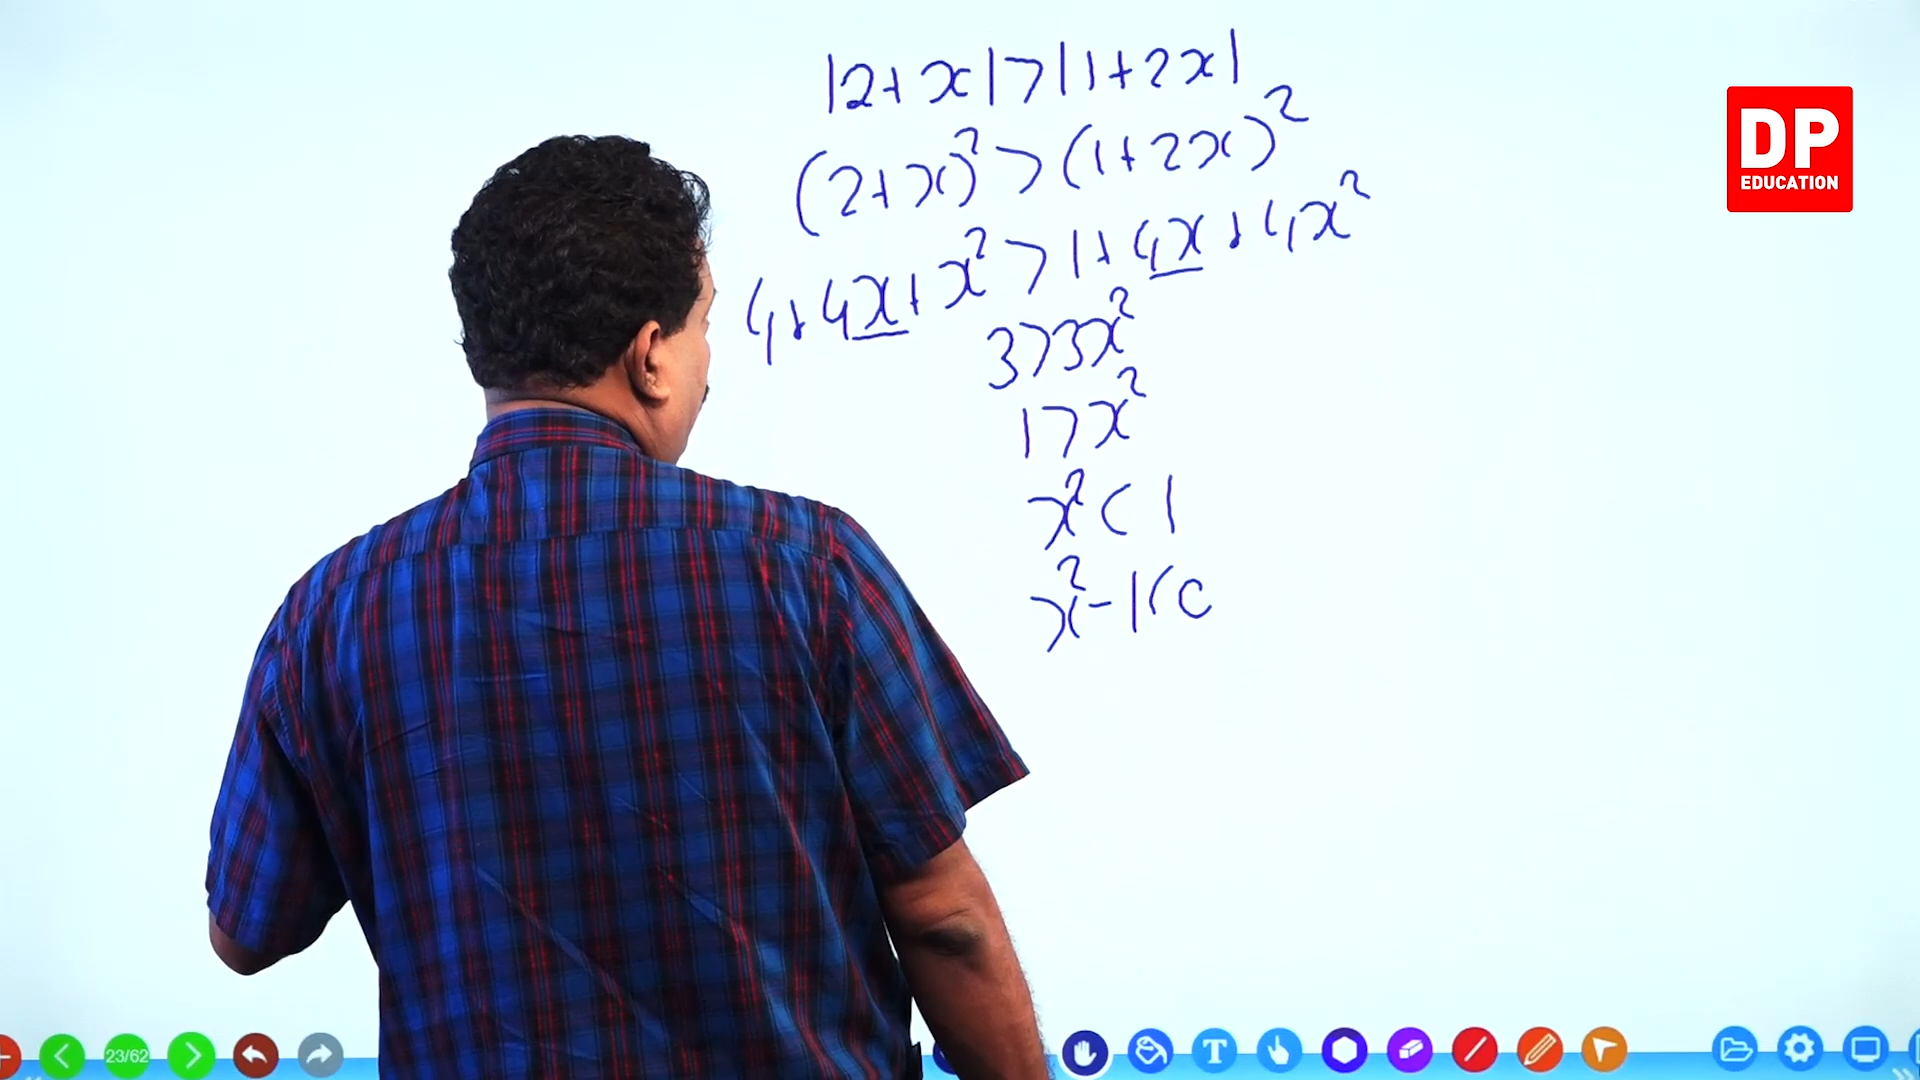 |2+x|>|1+2x|
(2+x)²>(1+2x)²
4+4x+x²>1+4x+4x²
3>3x²
1>x²
x²<1
x²-1<0
DP
EDUCATION
23/62
T